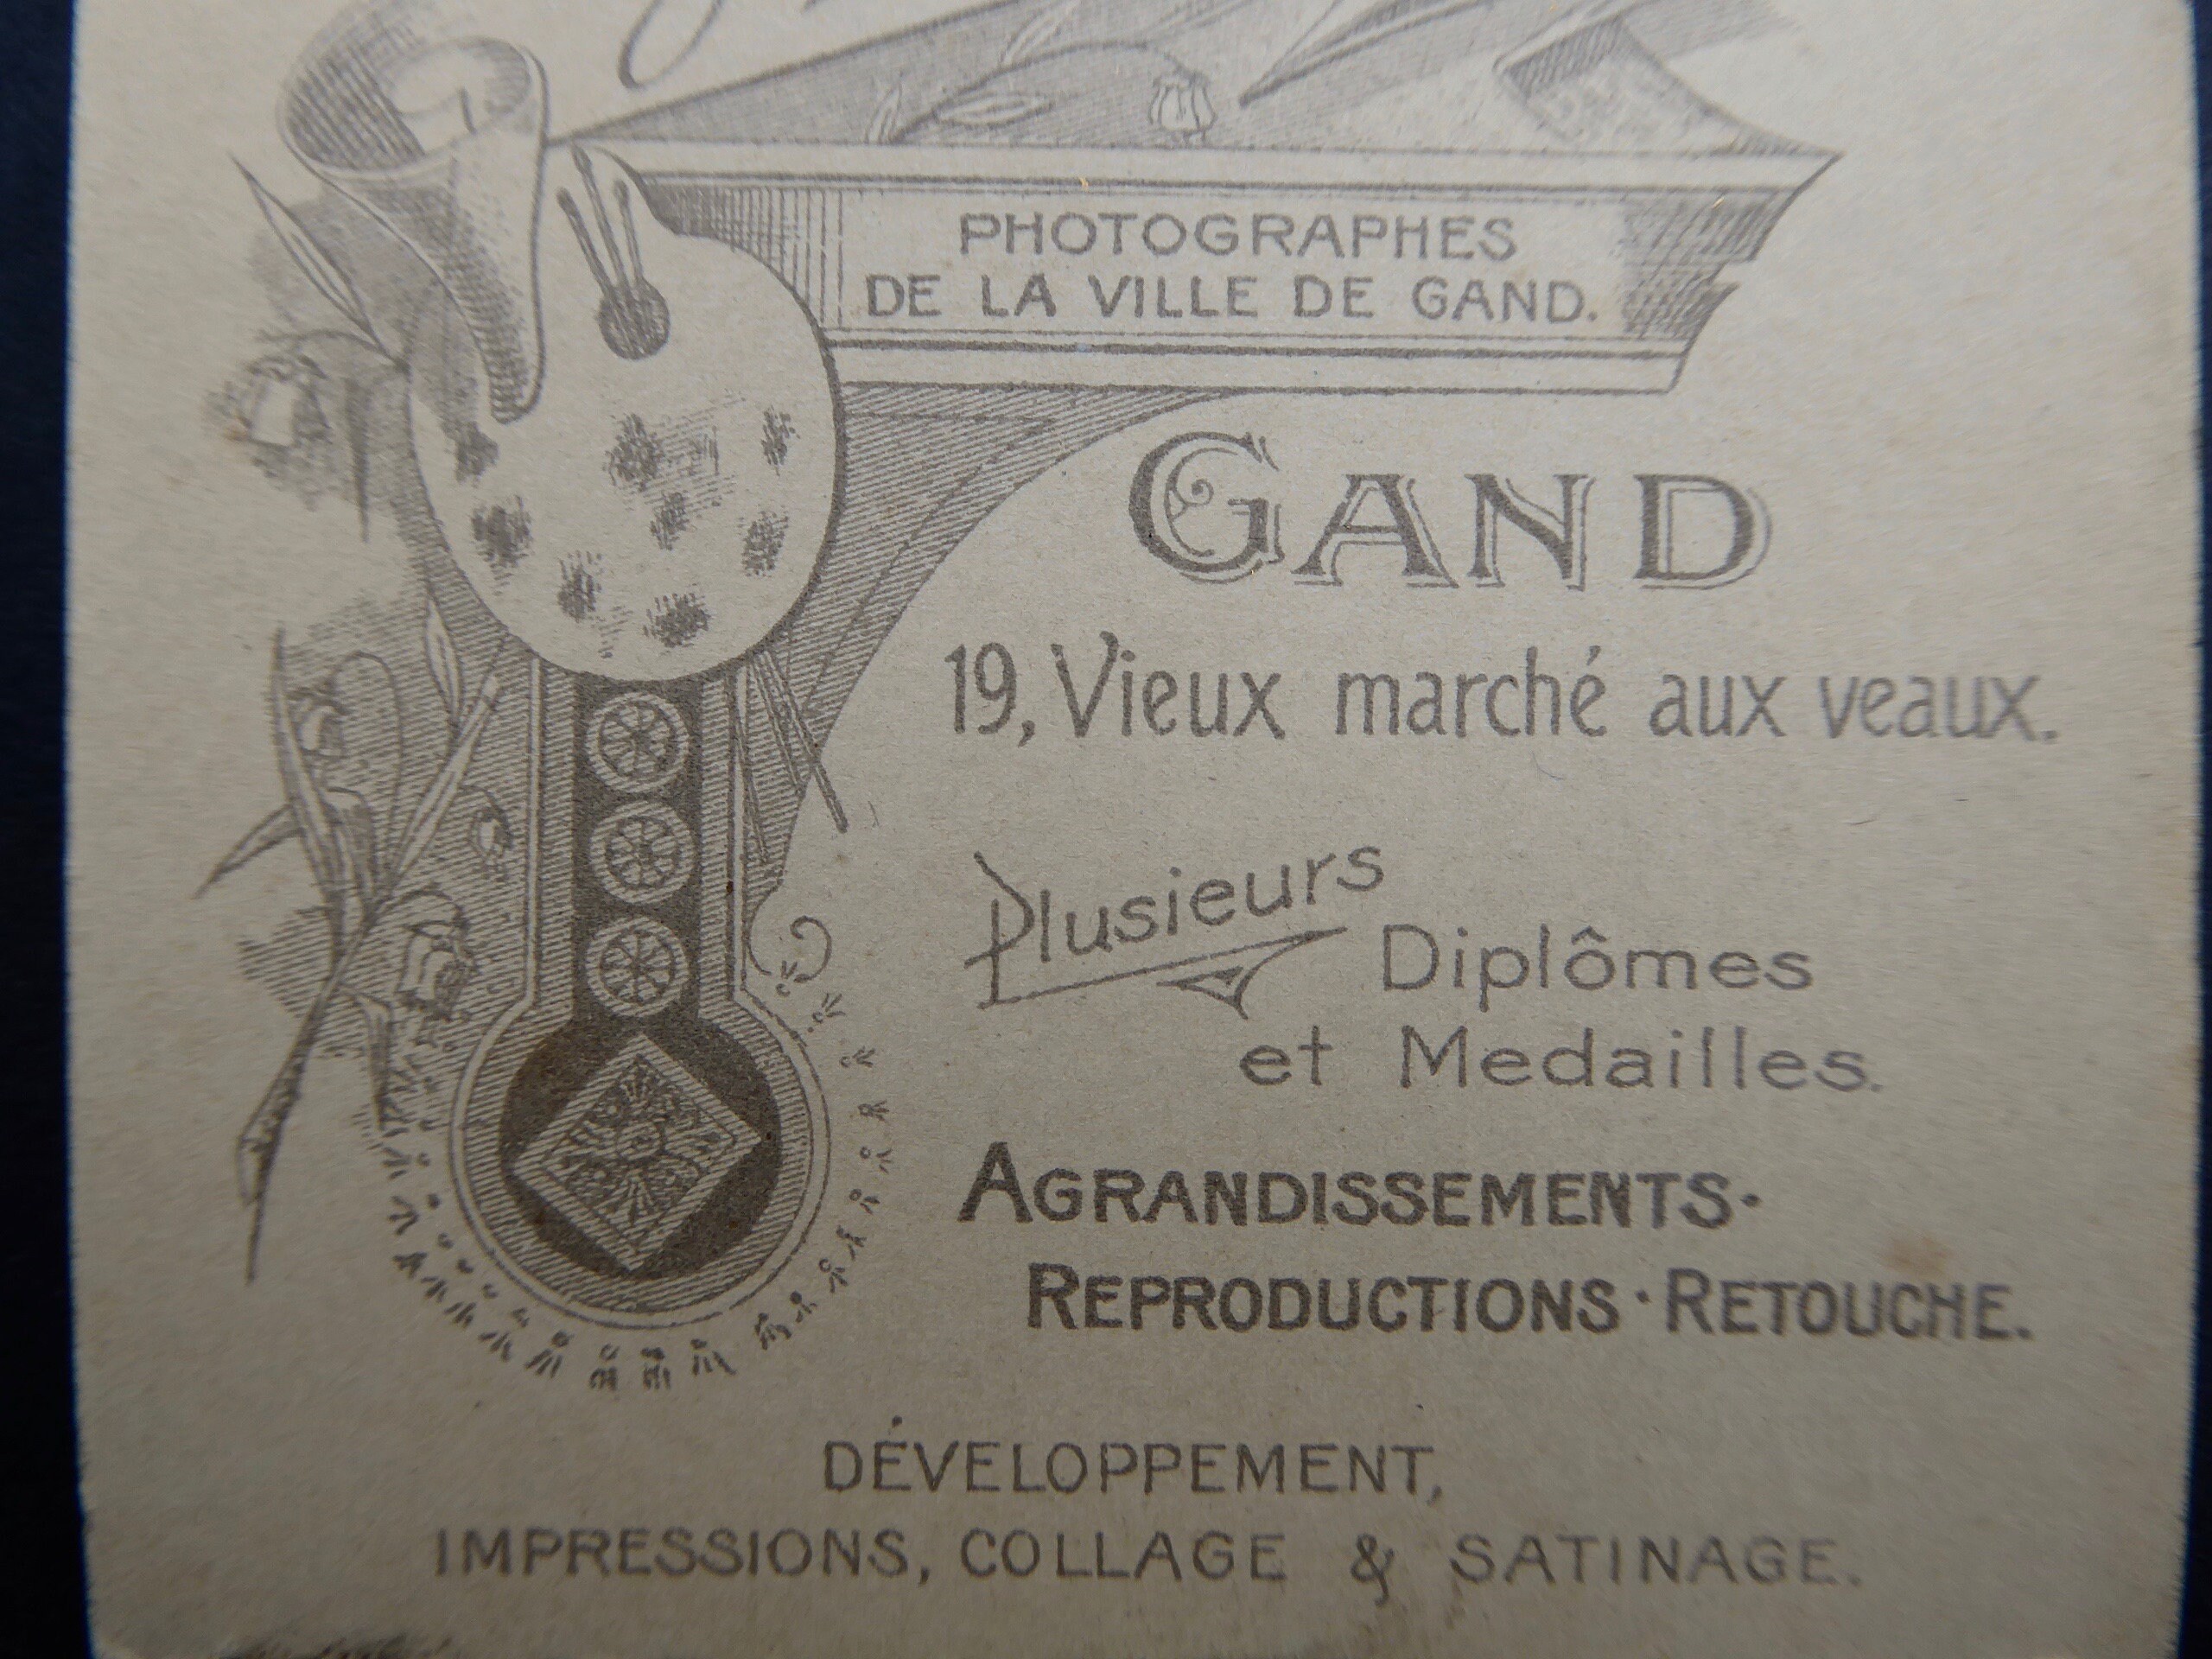 PHOTOGRAPHES
DE LA VILLE DE GAND.
GAND
19, Vieux marché aux veaux.
Plusieurs
Diplômes
et Medailles.
AGRANDISSEMENTS·
REPRODUCTIONS · RETOUCHE.
DÉVELOPPEMENT,
IMPRESSIONS, COLLAGE & SATINAGE.